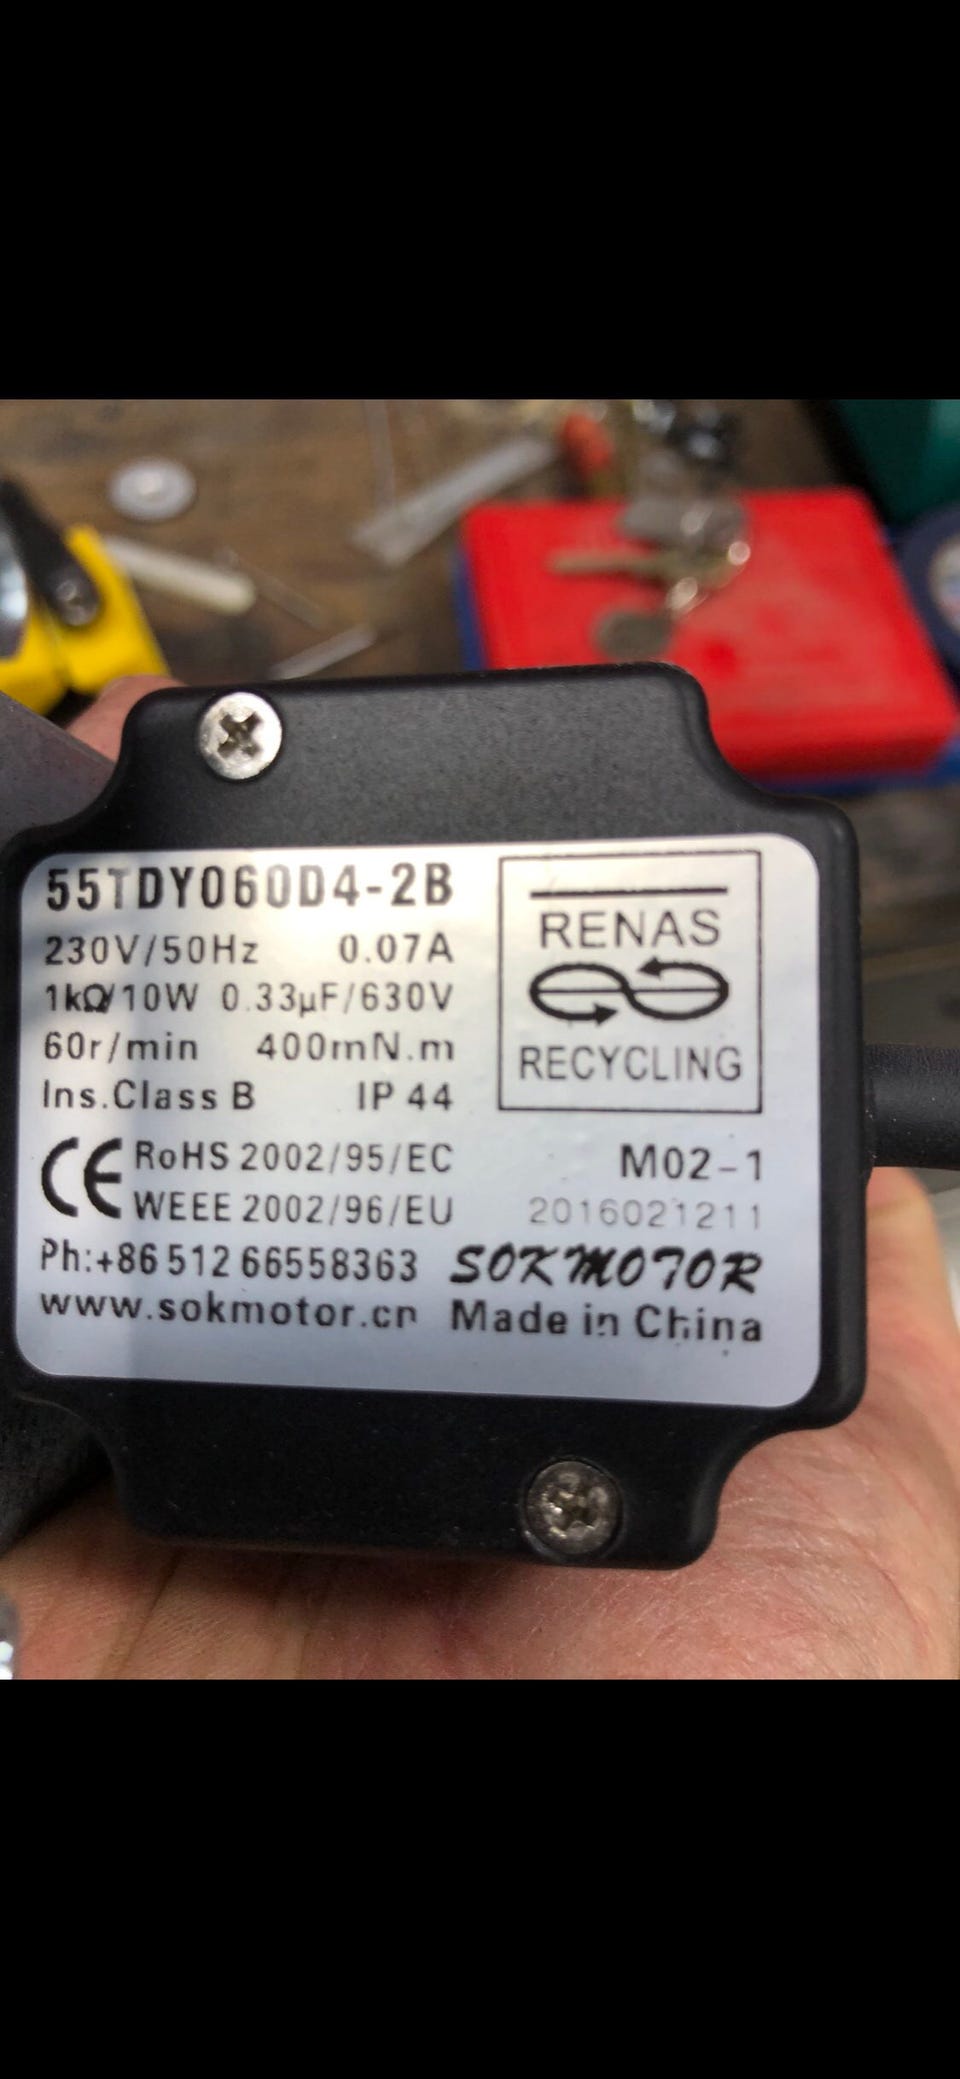 55TDY060D4-2B
230V/50Hz 0.07A
1kΩ/10W 0.33µF/630V
60r/min 400mN.m
Ins.Class B IP 44
CE RoHS 2002/95/EC
WEEE 2002/96/EU
Ph:+86 512 66558363
www.sokmotor.cn
RENAS
RECYCLING
M02-1
2016021211
SOKMOTOR
Made in China